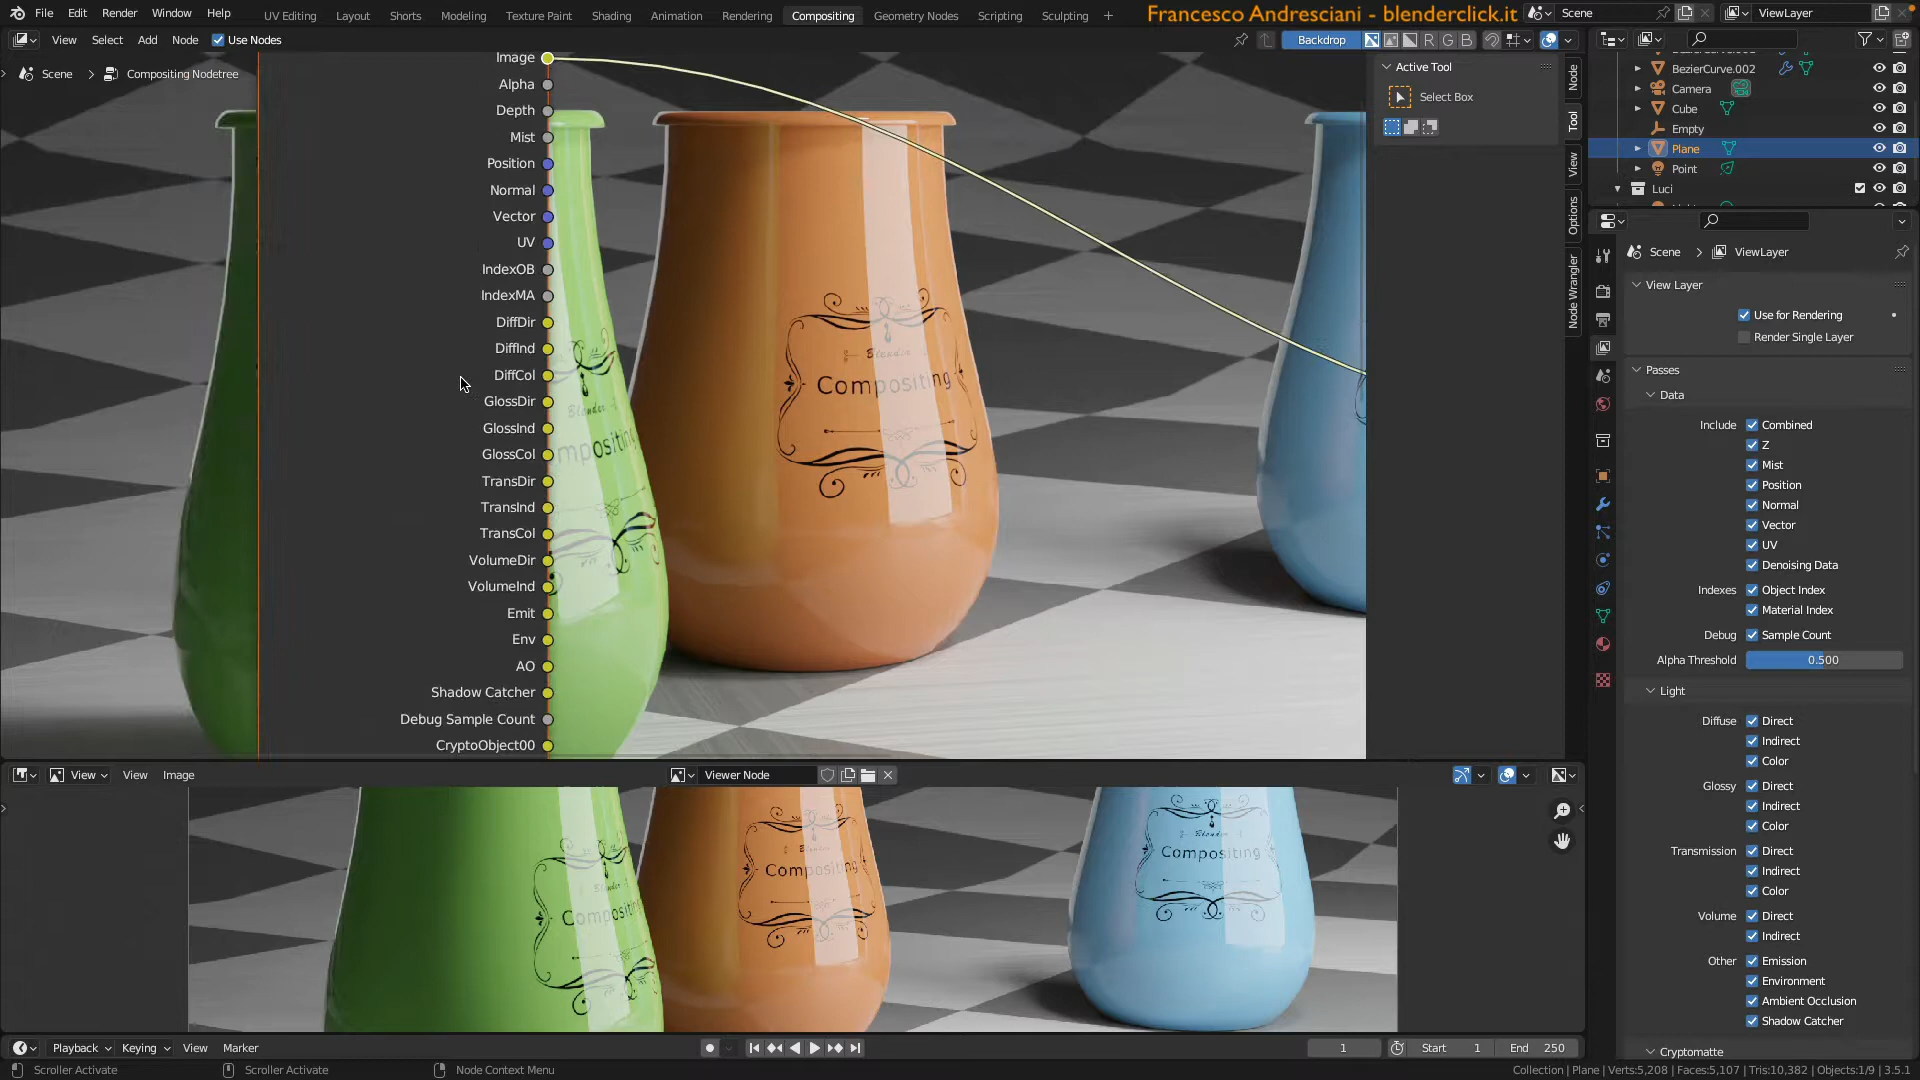 File Edit Render Window Help UV Editing Layout Shorts Modeling Texture Paint Shading Animation Rendering Compositing Geometry Nodes Scripting Sculpting + Francesco Andresciani - blenderclick.it Scene ViewLayer
View Select Add Node Use Nodes Backdrop R G B
Scene > Compositing Nodetree
Image
Alpha
Depth
Mist
Position
Normal
Vector
UV
IndexOB
IndexMA
DiffDir
DiffInd
DiffCol
GlossDir
GlossInd
GlossCol
TransDir
TransInd
TransCol
VolumeDir
VolumeInd
Emit
Env
AO
Shadow Catcher
Debug Sample Count
CryptoObject00
Blender
Compositing
Active Tool
Select Box
Node
Tool
View
Options
Node Wrangler
BezierCurve.002
Camera
Cube
Empty
Plane
Point
Luci
Scene > ViewLayer
View Layer
Use for Rendering
Render Single Layer
Passes
Data
Include Combined
Z
Mist
Position
Normal
Vector
UV
Denoising Data
Indexes Object Index
Material Index
Debug Sample Count
Alpha Threshold 0.500
Light
Diffuse Direct
Indirect
Color
Glossy Direct
Indirect
Color
Transmission Direct
Indirect
Color
Volume Direct
Indirect
Other Emission
Environment
Ambient Occlusion
Shadow Catcher
Cryptomatte
View View Image Viewer Node
Compositing
Blender
Compositing
Blender
Compositing
Playback Keying View Marker 1 Start 1 End 250
Scroller Activate Scroller Activate Node Context Menu Collection | Plane | Verts:5,208 | Faces:5,107 | Tris:10,382 | Objects:1/9 | 3.5.1